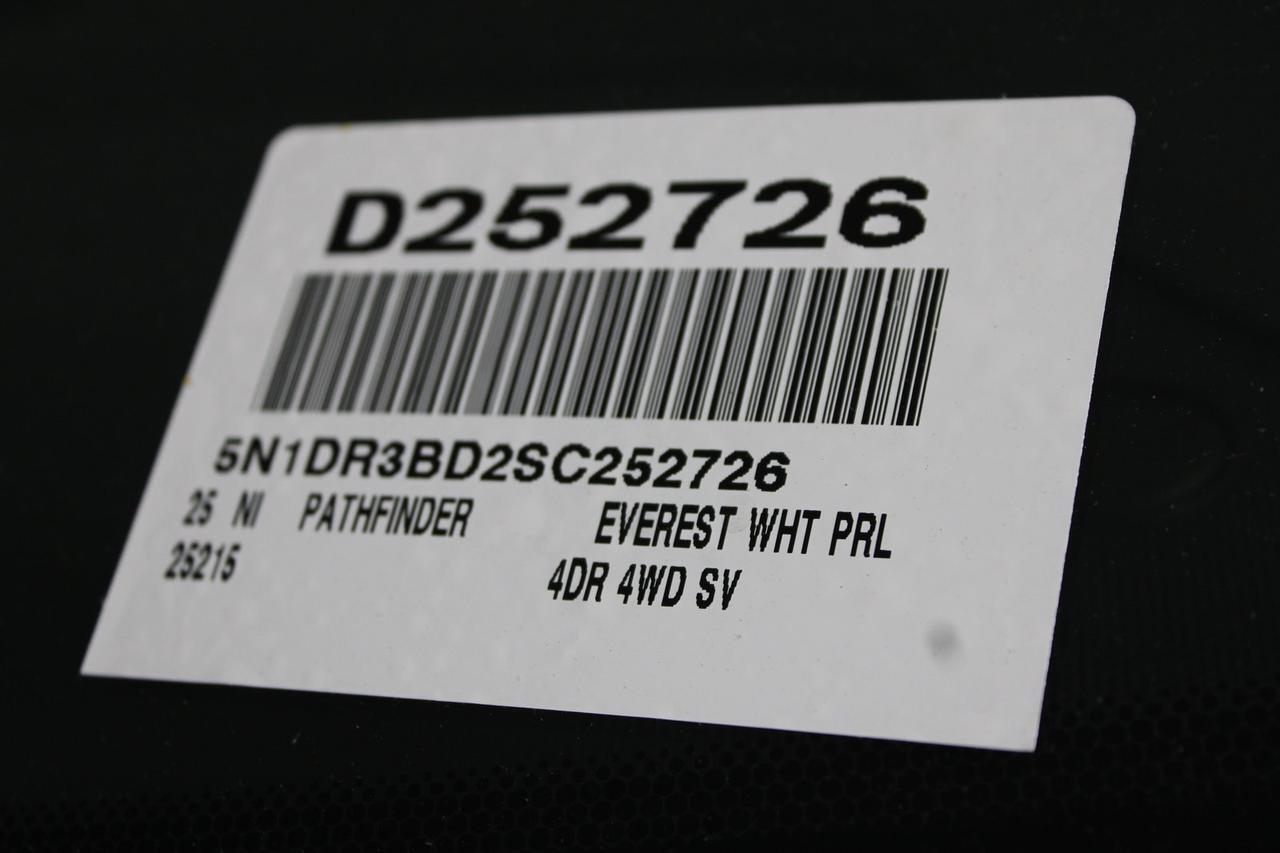 D252726
5N1DR3BD2SC252726
25 NI PATHFINDER EVEREST WHT PRL
25215 4DR 4WD SV